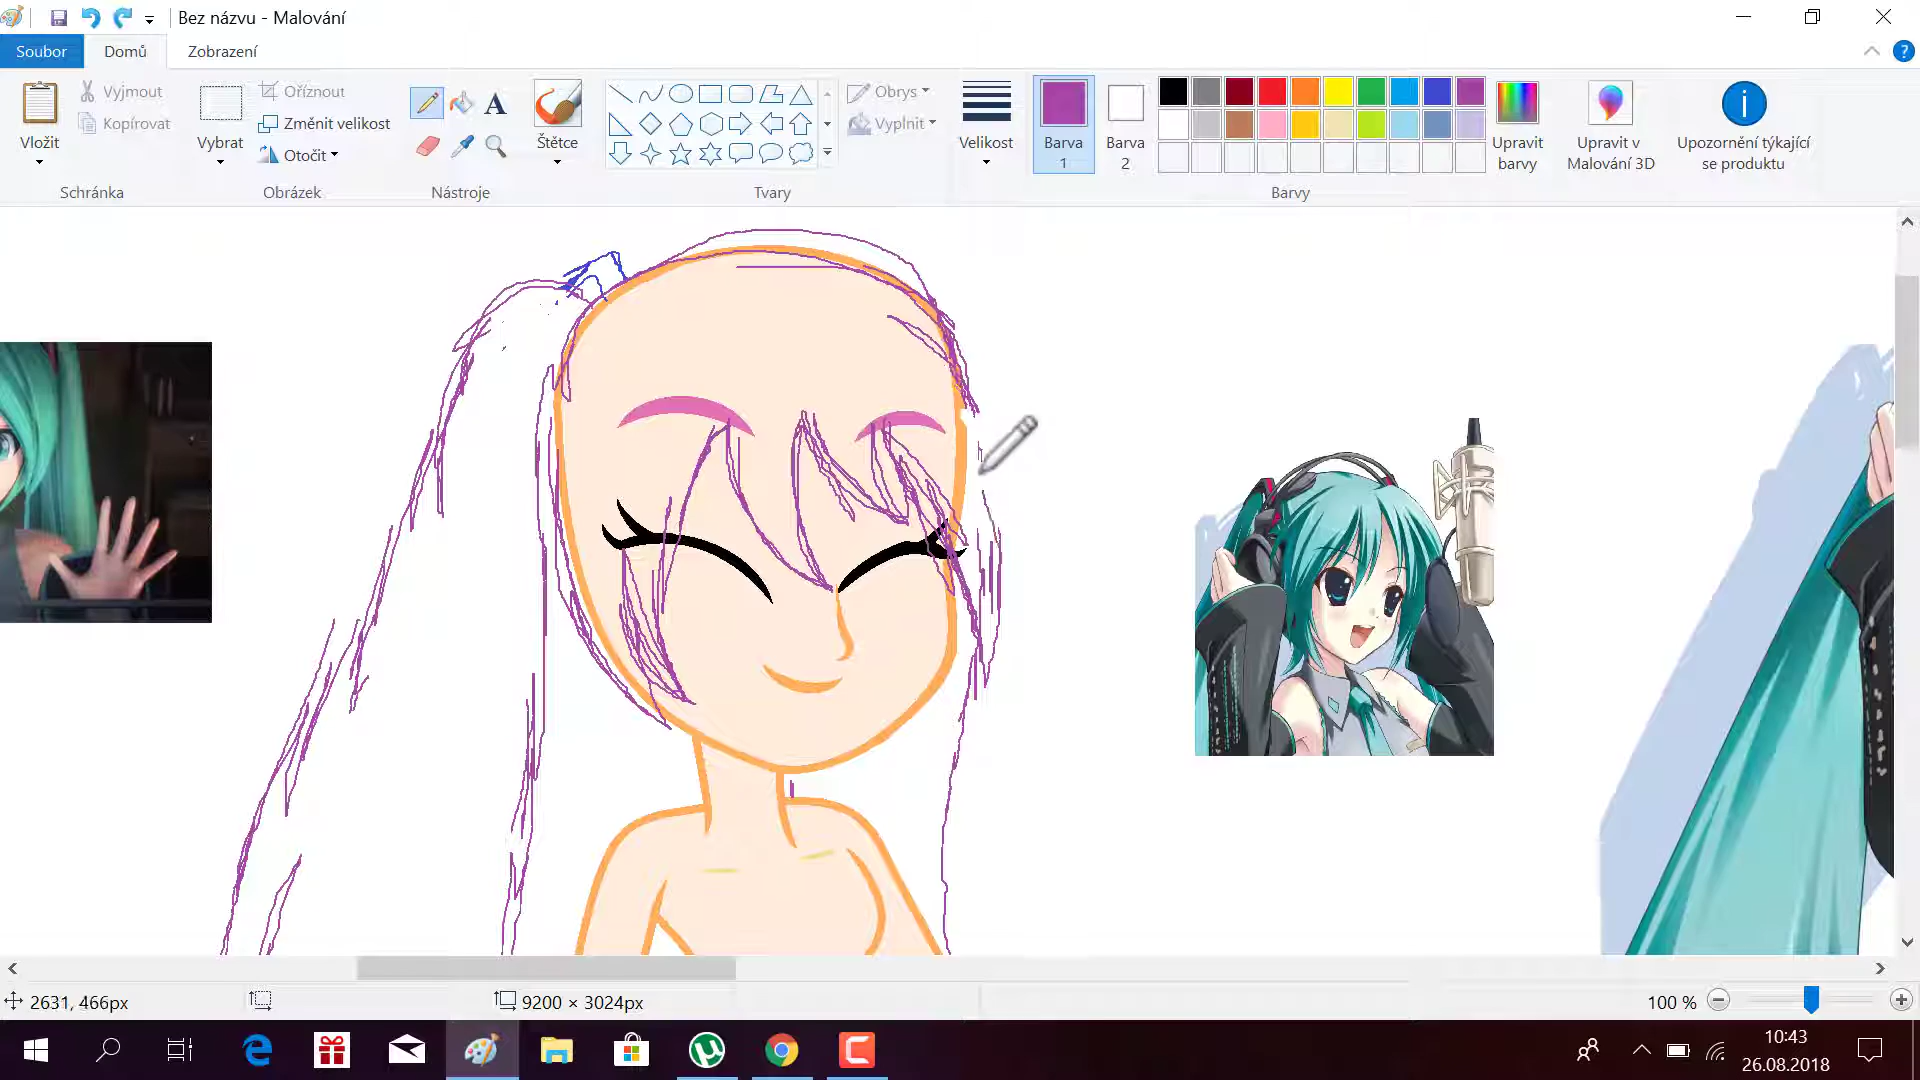 Bez názvu - Malování
Soubor
Domů
Zobrazení
Vložit
Vyjmout
Kopírovat
Schránka
Vybrat
Oříznout
Změnit velikost
Otočit
Obrázek
A
Nástroje
Štětce
Tvary
Obrys
Vyplnit
Velikost
Barva
1
Barva
2
Barvy
Upravit
barvy
Upravit v
Malování 3D
Upozornění týkající
se produktu
2631, 466px
9200 × 3024px
100 %
10:43
26.08.2018